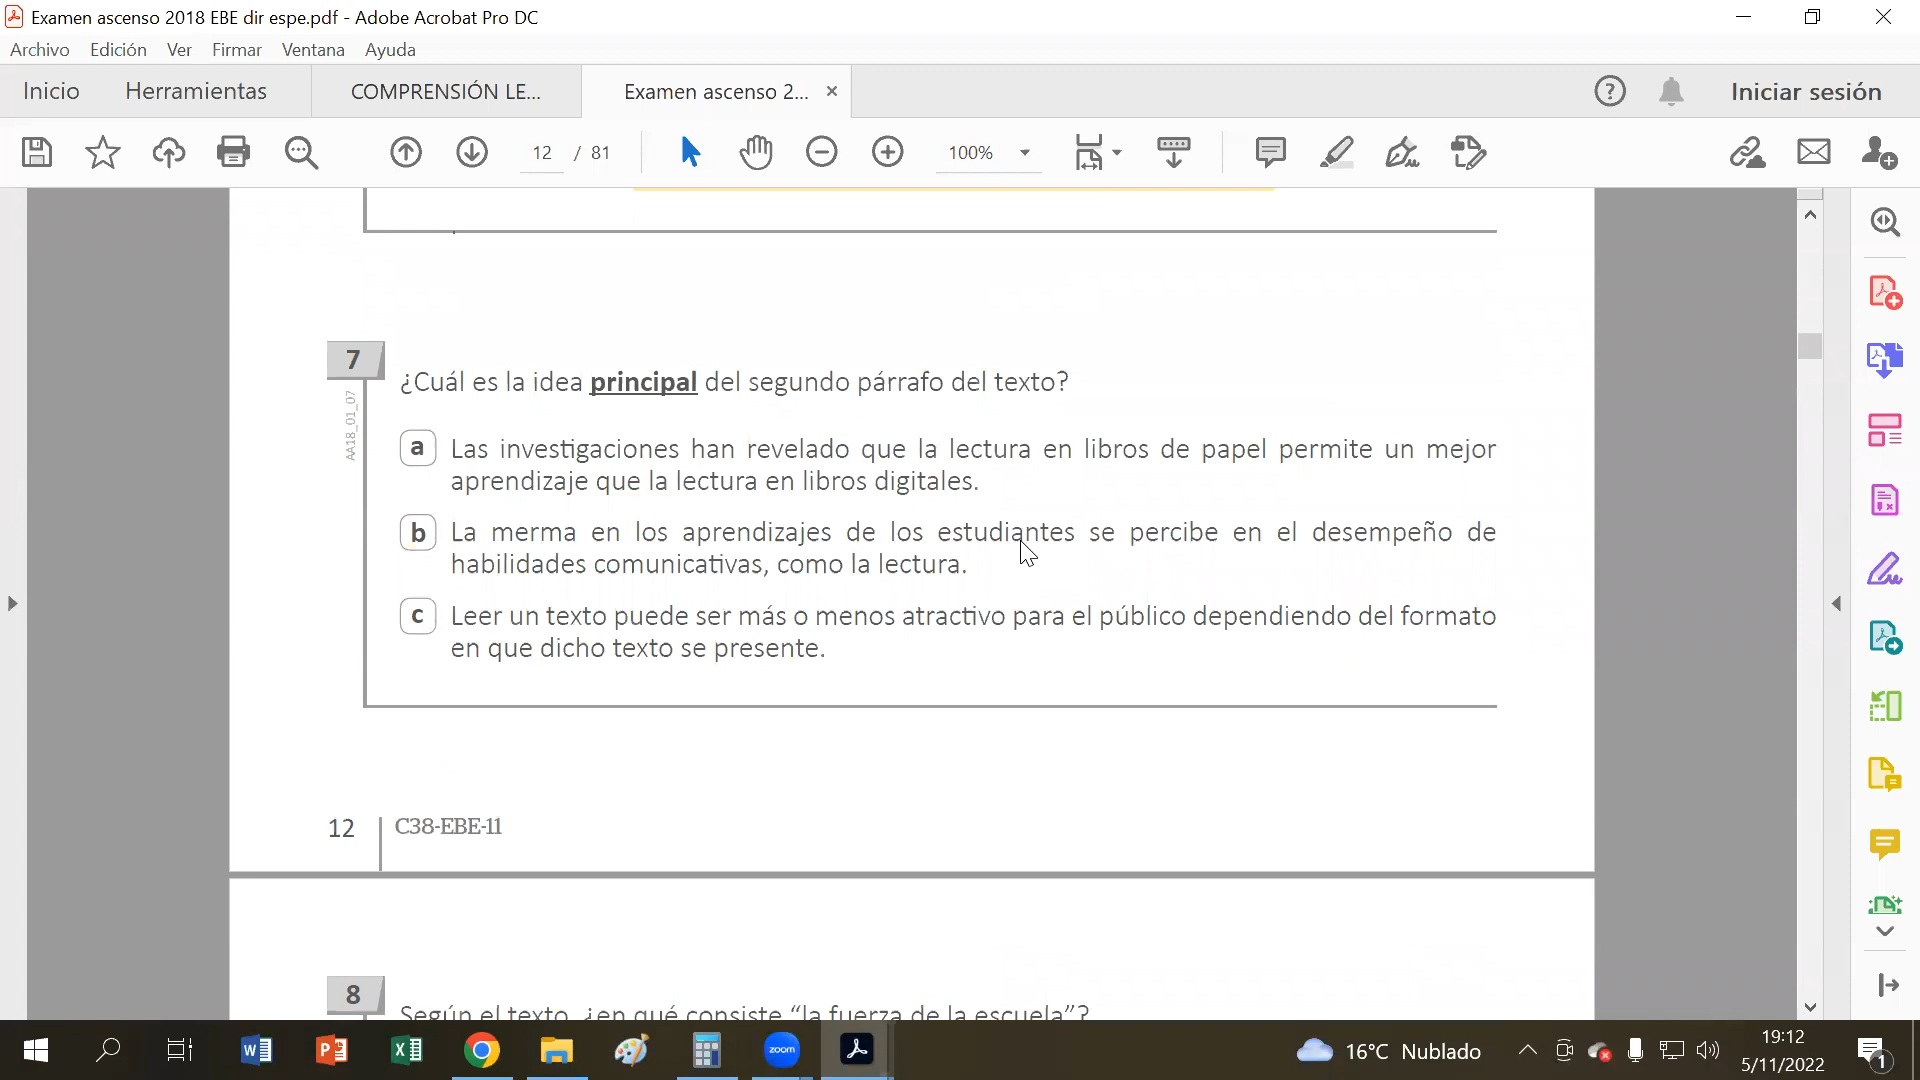 Examen ascenso 2018 EBE dir espe.pdf - Adobe Acrobat Pro DC
Archivo Edición Ver Firmar Ventana Ayuda
Inicio Herramientas COMPRENSIÓN LE... Examen ascenso 2... × Iniciar sesión
12 / 81 100%
7
AA18_01_07
¿Cuál es la idea principal del segundo párrafo del texto?
a Las investigaciones han revelado que la lectura en libros de papel permite un mejor
aprendizaje que la lectura en libros digitales.
b La merma en los aprendizajes de los estudiantes se percibe en el desempeño de
habilidades comunicativas, como la lectura.
c Leer un texto puede ser más o menos atractivo para el público dependiendo del formato
en que dicho texto se presente.
12 C38-EBE-11
8
Según el texto, ¿en qué consiste “la fuerza de la escuela”?
zoom
16°C Nublado
19:12
5/11/2022
1